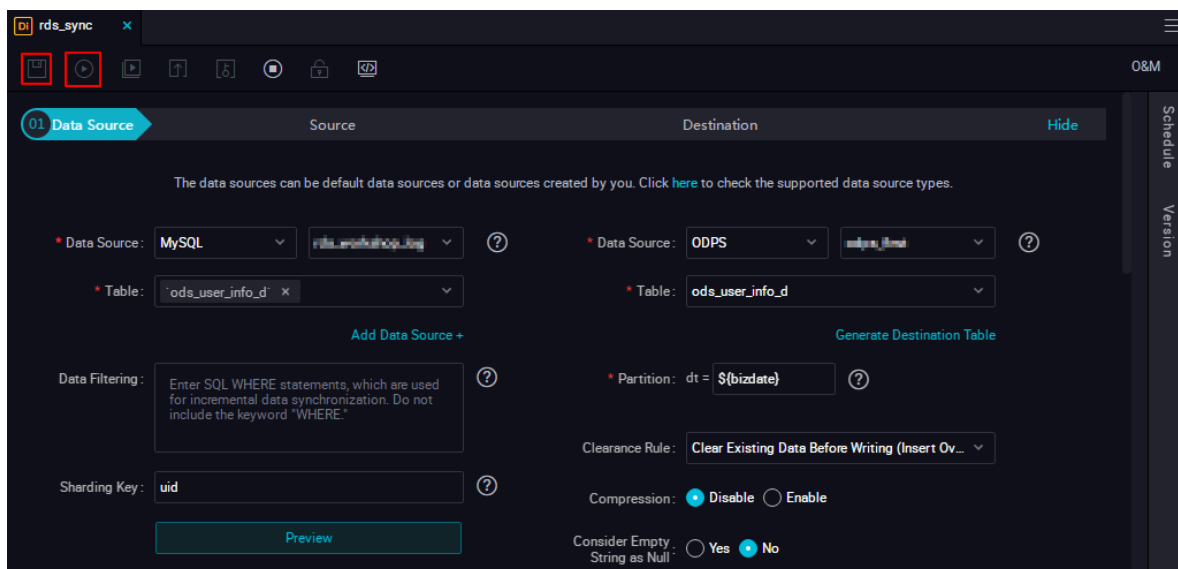 Di rds_sync ×
O&M
01 Data Source Source Destination Hide
Schedule
Version
The data sources can be default data sources or data sources created by you. Click here to check the supported data source types.
* Data Source: MySQL ? * Data Source: ODPS ?
* Table: `ods_user_info_d` × * Table: ods_user_info_d
Add Data Source + Generate Destination Table
Data Filtering: Enter SQL WHERE statements, which are used
for incremental data synchronization. Do not
include the keyword "WHERE."
? * Partition: dt = ${bizdate} ?
Clearance Rule: Clear Existing Data Before Writing (Insert Ov...
Sharding Key: uid ?
Compression: Disable Enable
Preview
Consider Empty
String as Null: Yes No